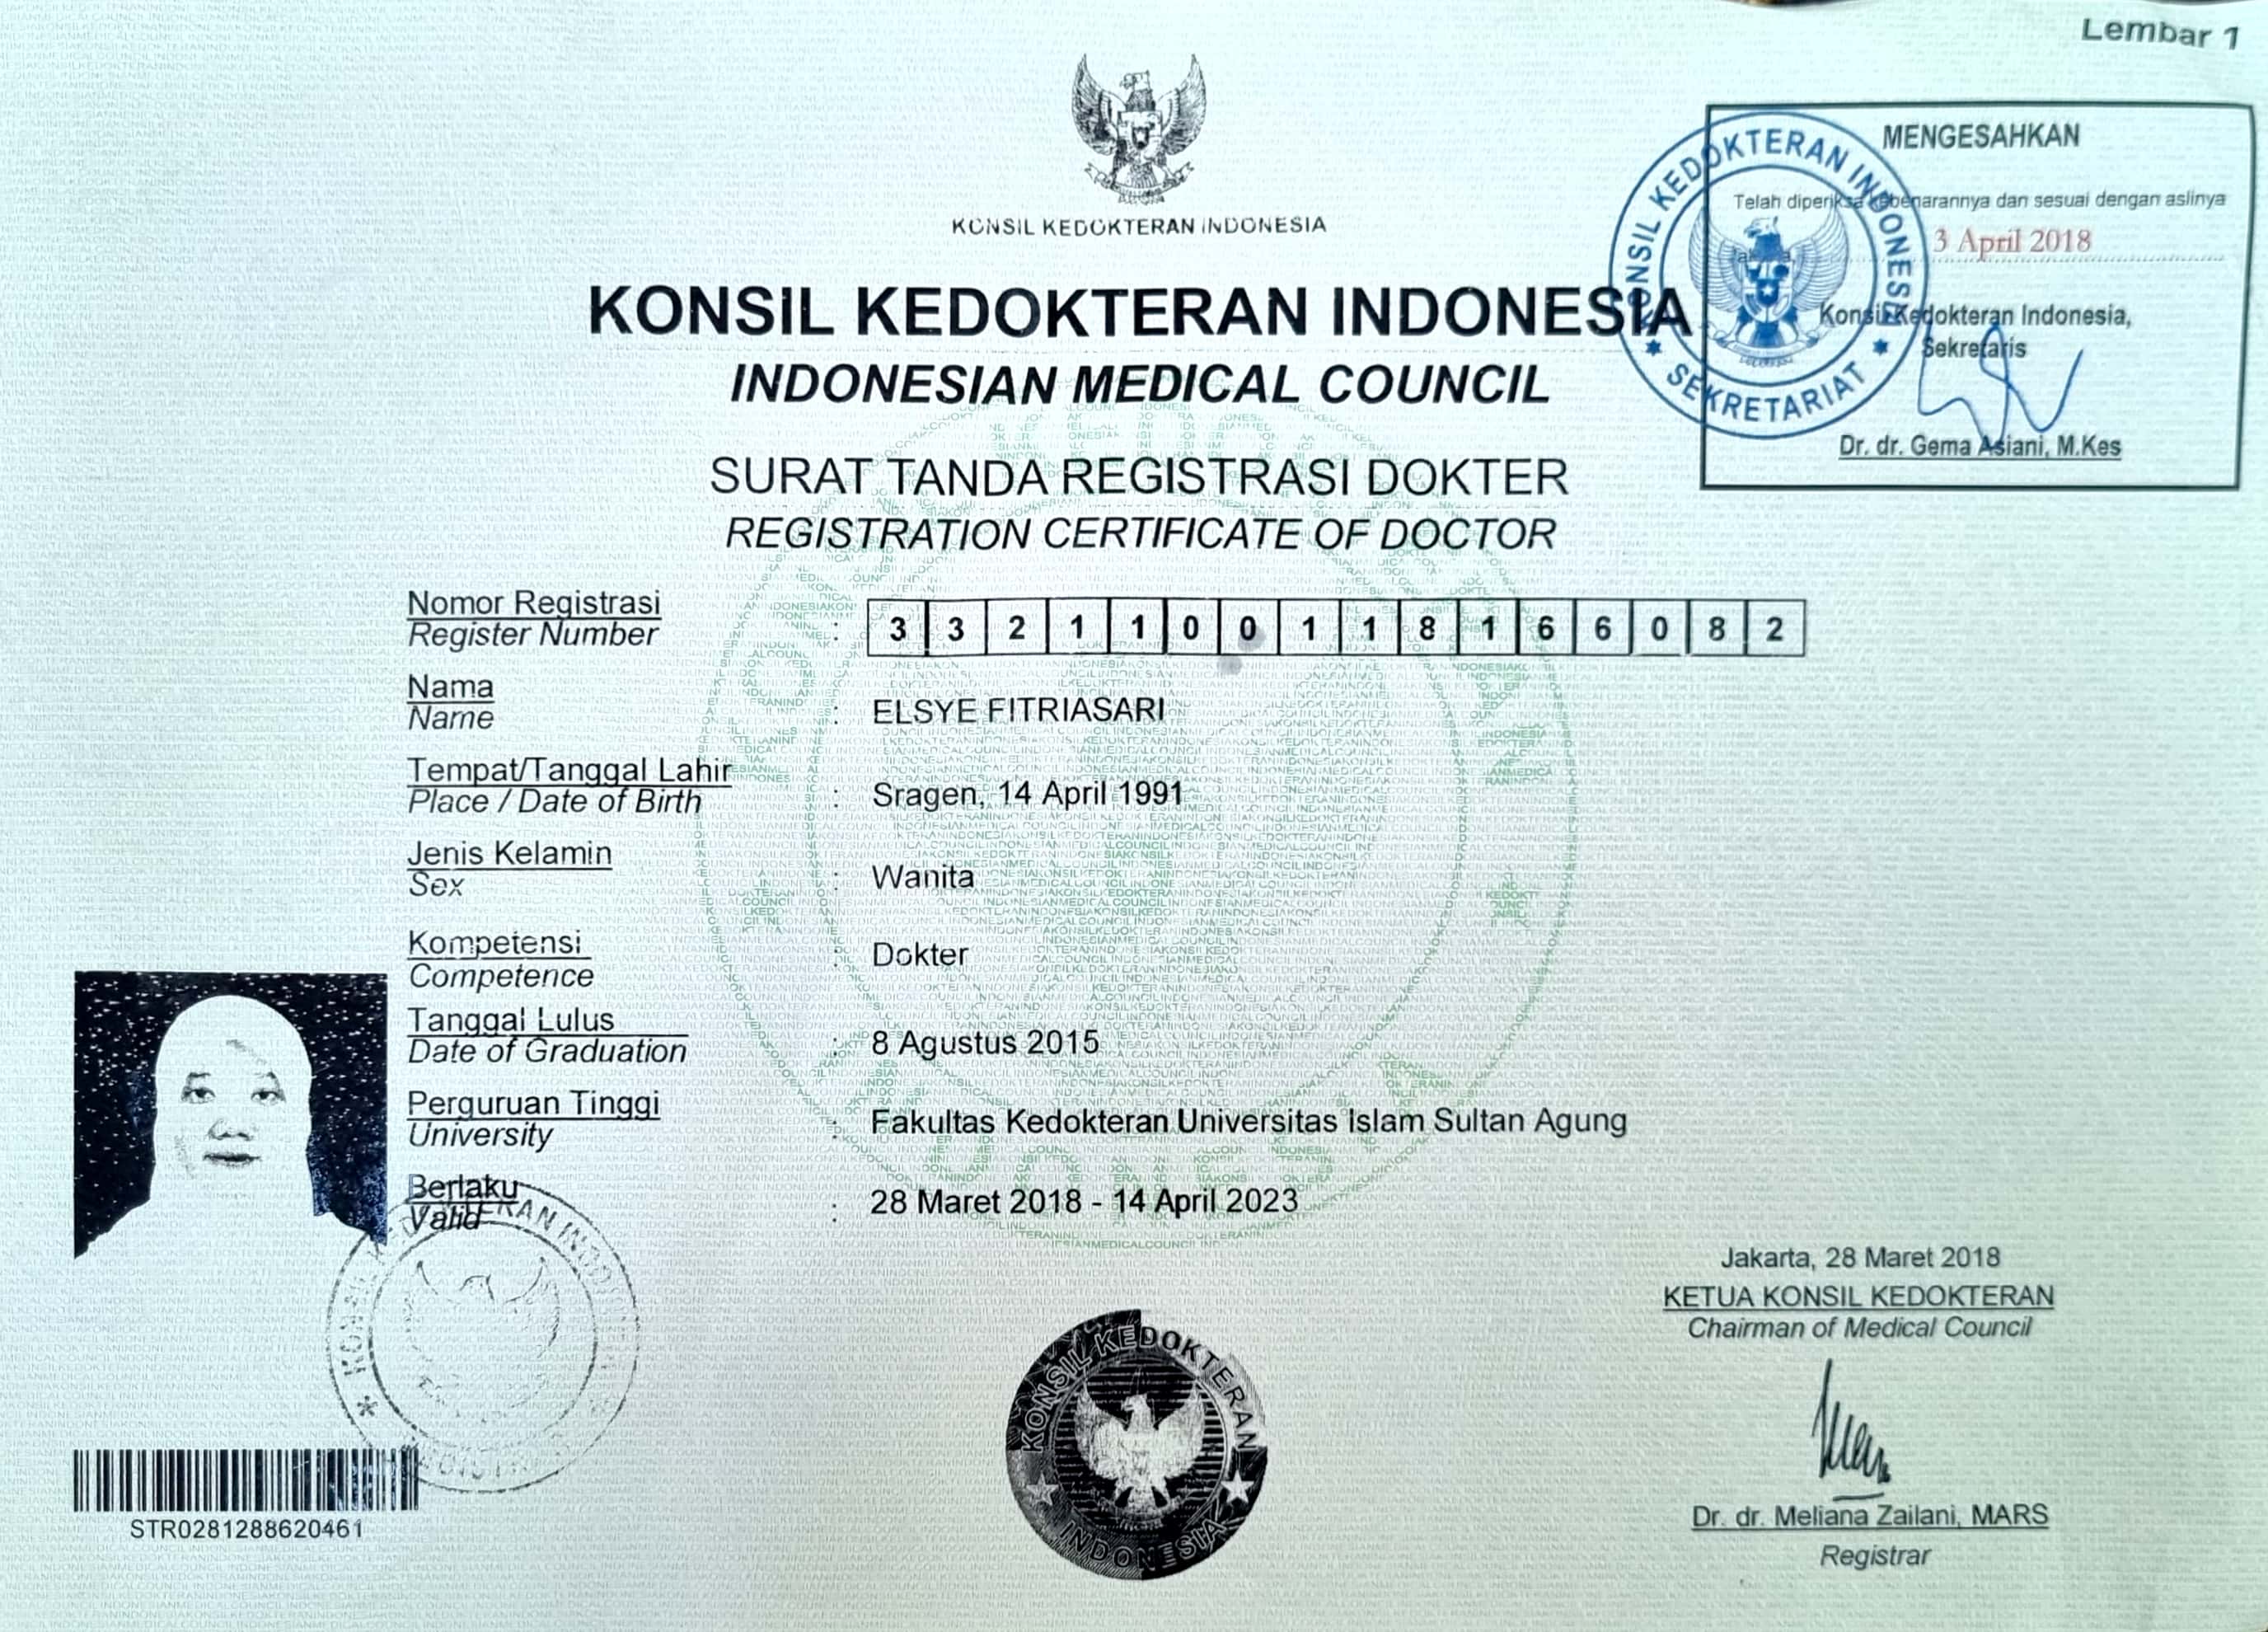 Lembar 1
KONSIL KEDOKTERAN INDONESIA
MENGESAHKAN
Telah diperiksa kebenarannya dan sesuai dengan aslinya
3 April 2018
Konsil Kedokteran Indonesia,
Sekretaris
Dr. dr. Gema Asiani, M.Kes
KONSIL KEDOKTERAN INDONESIA
SEKRETARIAT
KONSIL KEDOKTERAN INDONESIA
INDONESIAN MEDICAL COUNCIL
SURAT TANDA REGISTRASI DOKTER
REGISTRATION CERTIFICATE OF DOCTOR
Nomor Registrasi
Register Number : 3 3 2 1 1 0 0 1 1 8 1 6 6 0 8 2
Nama
Name : ELSYE FITRIASARI
Tempat/Tanggal Lahir
Place / Date of Birth : Sragen, 14 April 1991
Jenis Kelamin
Sex : Wanita
Kompetensi
Competence : Dokter
Tanggal Lulus
Date of Graduation : 8 Agustus 2015
Perguruan Tinggi
University : Fakultas Kedokteran Universitas Islam Sultan Agung
Berlaku
Valid : 28 Maret 2018 - 14 April 2023
Jakarta, 28 Maret 2018
KETUA KONSIL KEDOKTERAN
Chairman of Medical Council
Dr. dr. Meliana Zailani, MARS
Registrar
KONSIL KEDOKTERAN
INDONESIA
STR0281288620461